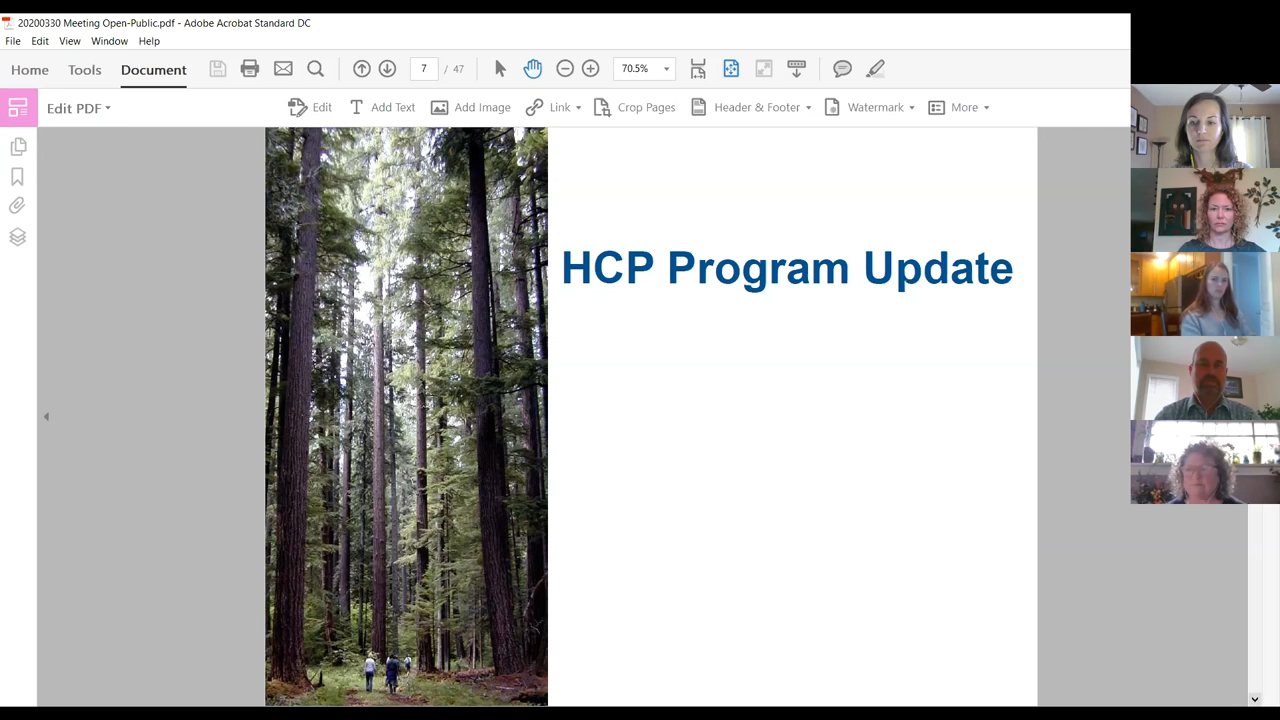 20200330 Meeting Open-Public.pdf - Adobe Acrobat Standard DC
File Edit View Window Help
Home Tools Document 7 / 47 70.5%
Edit PDF Edit Add Text Add Image Link Crop Pages Header & Footer Watermark More
HCP Program Update